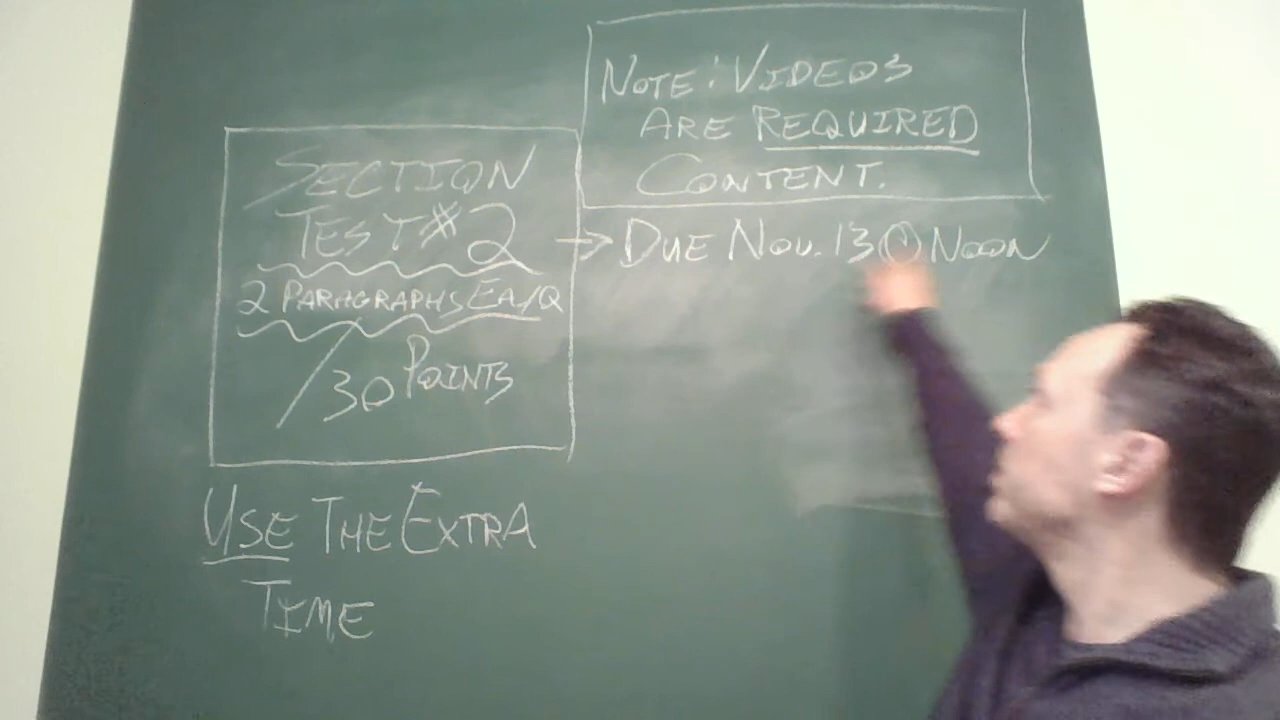 NOTE: VIDEOS
ARE REQUIRED
CONTENT.
SECTION
TEST #2
→ DUE NOV. 13 @ NOON
2 PARAGRAPHS EA/Q
/30 POINTS
USE THE EXTRA
TIME